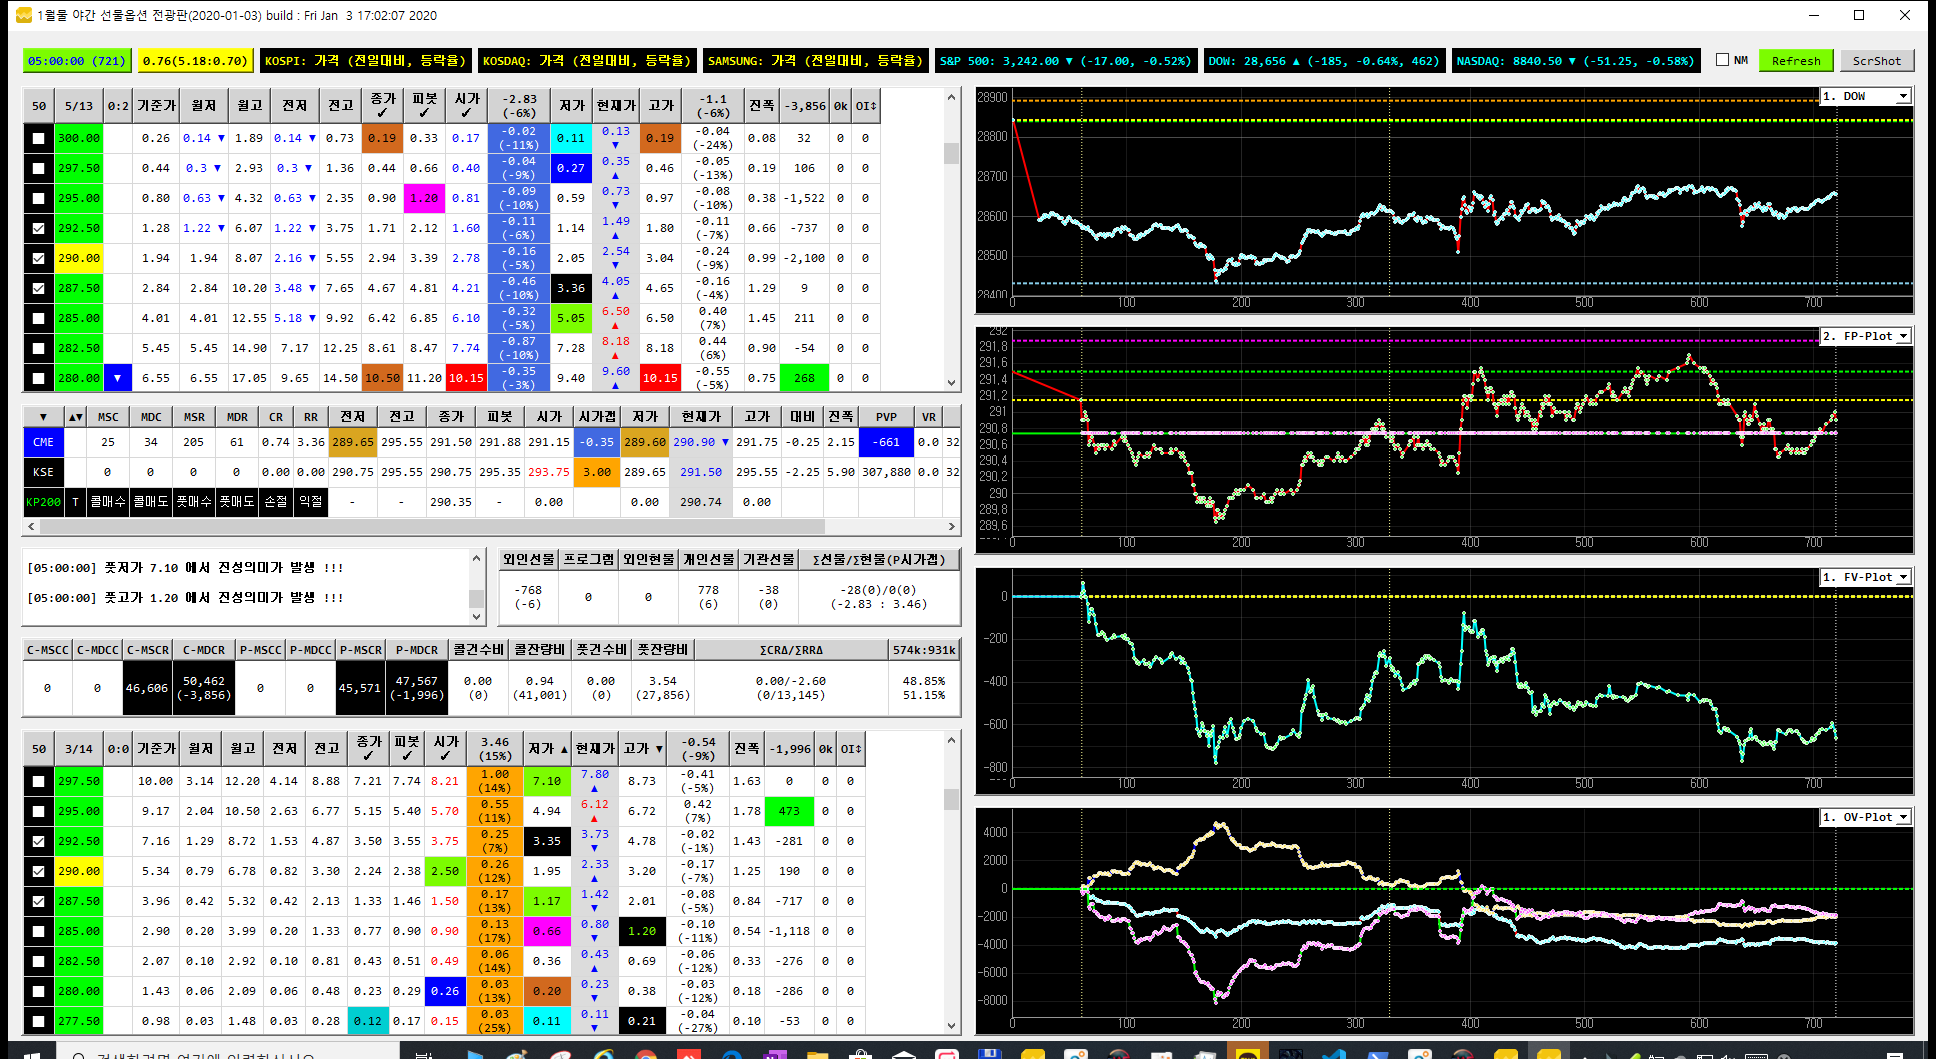 1월물 야간 선물옵션 전광판(2020-01-03) build : Fri Jan 3 17:02:07 2020
05:00:00 (721) 0.76(5.18:0.70) KOSPI: 가격 (전일대비, 등락율) KOSDAQ: 가격 (전일대비, 등락율) SAMSUNG: 가격 (전일대비, 등락율) S&P 500: 3,242.00 ▼ (-17.00, -0.52%) DOW: 28,656 ▲ (-185, -0.64%, 462) NASDAQ: 8840.50 ▼ (-51.25, -0.58%) NM Refresh ScrShot
50 5/13 0:2 기준가 월저 월고 전저 전고 종가 ✓ 피봇 ✓ 시가 ✓ -2.83 (-6%) 저가 현재가 고가 -1.1 (-6%) 진폭 -3,856 0k OI↕
300.00 0.26 0.14 ▼ 1.89 0.14 ▼ 0.73 0.19 0.33 0.17 -0.02 (-11%) 0.11 0.13 ▼ 0.19 -0.04 (-24%) 0.08 32 0 0
297.50 0.44 0.3 ▼ 2.93 0.3 ▼ 1.36 0.44 0.66 0.40 -0.04 (-9%) 0.27 0.35 ▲ 0.46 -0.05 (-13%) 0.19 106 0 0
295.00 0.80 0.63 ▼ 4.32 0.63 ▼ 2.35 0.90 1.20 0.81 -0.09 (-10%) 0.59 0.73 ▼ 0.97 -0.08 (-10%) 0.38 -1,522 0 0
292.50 1.28 1.22 ▼ 6.07 1.22 ▼ 3.75 1.71 2.12 1.60 -0.11 (-6%) 1.14 1.49 ▲ 1.80 -0.11 (-7%) 0.66 -737 0 0
290.00 1.94 1.94 8.07 2.16 ▼ 5.55 2.94 3.39 2.78 -0.16 (-5%) 2.05 2.54 ▼ 3.04 -0.24 (-9%) 0.99 -2,100 0 0
287.50 2.84 2.84 10.20 3.48 ▼ 7.65 4.67 4.81 4.21 -0.46 (-10%) 3.36 4.05 ▲ 4.65 -0.16 (-4%) 1.29 9 0 0
285.00 4.01 4.01 12.55 5.18 ▼ 9.92 6.42 6.85 6.10 -0.32 (-5%) 5.05 6.50 ▲ 6.50 0.40 (7%) 1.45 211 0 0
282.50 5.45 5.45 14.90 7.17 12.25 8.61 8.47 7.74 -0.87 (-10%) 7.28 8.18 ▲ 8.18 0.44 (6%) 0.90 -54 0 0
280.00 ▼ 6.55 6.55 17.05 9.65 14.50 10.50 11.20 10.15 -0.35 (-3%) 9.40 9.60 ▲ 10.15 -0.55 (-5%) 0.75 268 0 0
▼ ▲▼ MSC MDC MSR MDR CR RR 전저 전고 종가 피봇 시가 시가갭 저가 현재가 고가 대비 진폭 PVP VR
CME 25 34 205 61 0.74 3.36 289.65 295.55 291.50 291.88 291.15 -0.35 289.60 290.90 ▼ 291.75 -0.25 2.15 -661 0.0 32
KSE 0 0 0 0 0.00 0.00 290.75 295.55 290.75 295.35 293.75 3.00 289.65 291.50 295.55 -2.25 5.90 307,880 0.0 32
KP200 T 콜매수 콜매도 풋매수 풋매도 손절 익절 - - 290.35 - 0.00 0.00 290.74 0.00
[05:00:00] 풋저가 7.10 에서 진성의미가 발생 !!!
[05:00:00] 풋고가 1.20 에서 진성의미가 발생 !!!
외인선물 프로그램 외인현물 개인선물 기관선물 Σ선물/Σ현물(P시가갭)
-768 (-6) 0 0 778 (6) -38 (0) -28(0)/0(0) (-2.83 : 3.46)
C-MSCC C-MDCC C-MSCR C-MDCR P-MSCC P-MDCC P-MSCR P-MDCR 콜건수비 콜잔량비 풋건수비 풋잔량비 ΣCRΔ/ΣRRΔ 574k:931k
0 0 46,606 50,462 (-3,856) 0 0 45,571 47,567 (-1,996) 0.00 (0) 0.94 (41,001) 0.00 (0) 3.54 (27,856) 0.00/-2.60 (0/13,145) 48.85% 51.15%
50 3/14 0:0 기준가 월저 월고 전저 전고 종가 ✓ 피봇 ✓ 시가 ✓ 3.46 (15%) 저가 ▲ 현재가 고가 ▼ -0.54 (-9%) 진폭 -1,996 0k OI↕
297.50 10.00 3.14 12.20 4.14 8.88 7.21 7.74 8.21 1.00 (14%) 7.10 7.80 ▲ 8.73 -0.41 (-5%) 1.63 0 0 0
295.00 9.17 2.04 10.50 2.63 6.77 5.15 5.40 5.70 0.55 (11%) 4.94 6.12 ▲ 6.72 0.42 (7%) 1.78 473 0 0
292.50 7.16 1.29 8.72 1.53 4.87 3.50 3.55 3.75 0.25 (7%) 3.35 3.73 ▼ 4.78 -0.02 (-1%) 1.43 -281 0 0
290.00 5.34 0.79 6.78 0.82 3.30 2.24 2.38 2.50 0.26 (12%) 1.95 2.33 ▲ 3.20 -0.17 (-7%) 1.25 190 0 0
287.50 3.96 0.42 5.32 0.42 2.13 1.33 1.46 1.50 0.17 (13%) 1.17 1.42 ▼ 2.01 -0.08 (-5%) 0.84 -717 0 0
285.00 2.90 0.20 3.99 0.20 1.33 0.77 0.90 0.90 0.13 (17%) 0.66 0.80 ▼ 1.20 -0.10 (-11%) 0.54 -1,118 0 0
282.50 2.07 0.10 2.92 0.10 0.81 0.43 0.51 0.49 0.06 (14%) 0.36 0.43 ▲ 0.69 -0.06 (-12%) 0.33 -276 0 0
280.00 1.43 0.06 2.09 0.06 0.48 0.23 0.29 0.26 0.03 (13%) 0.20 0.23 ▼ 0.38 -0.03 (-12%) 0.18 -286 0 0
277.50 0.98 0.03 1.48 0.03 0.28 0.12 0.17 0.15 0.03 (25%) 0.11 0.11 ▼ 0.21 -0.04 (-27%) 0.10 -53 0 0
1. DOW
28900
28800
28700
28600
28500
28400
0 100 200 300 400 500 600 700
2. FP-Plot
292
291,8
291,6
291,4
291,2
291
290,8
290,6
290,4
290,2
290
289,8
289,6
0 100 200 300 400 500 600 700
1. FV-Plot
0
-200
-400
-600
-800
0 100 200 300 400 500 600 700
1. OV-Plot
4000
2000
0
-2000
-4000
-6000
-8000
0 100 200 300 400 500 600 700